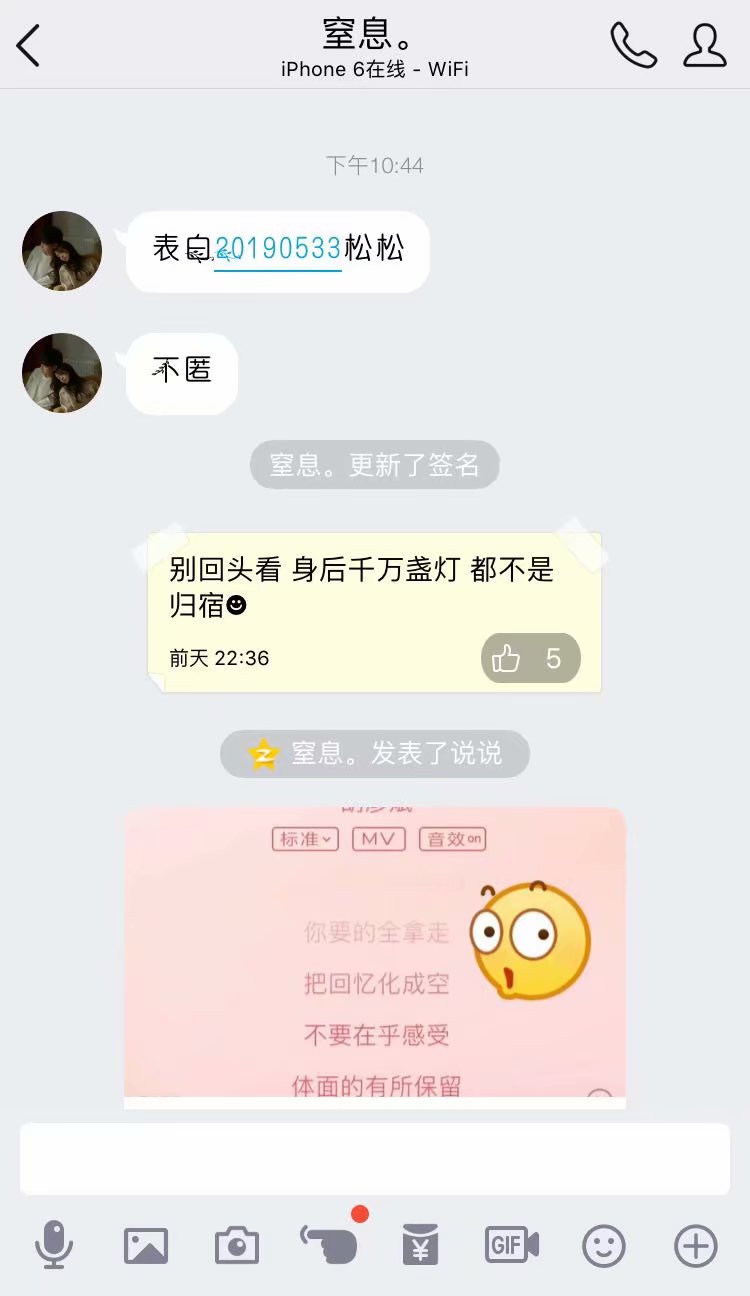 窒息。
iPhone 6在线 - WiFi
下午10:44
表白20190533松松
不匿
窒息。更新了签名
别回头看 身后千万盏灯 都不是
归宿
前天 22:36
5
窒息。发表了说说
标准
MV
音效on
你要的全拿走
把回忆化成空
不要在乎感受
体面的有所保留
¥
GIF